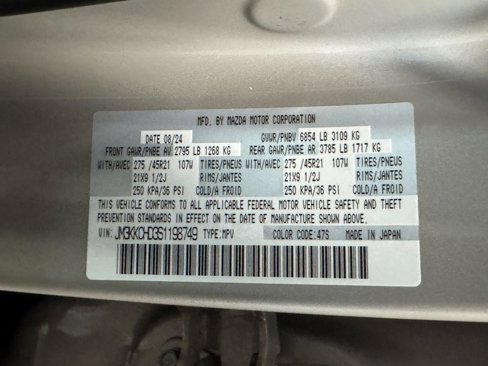 MFD. BY MAZDA MOTOR CORPORATION
DATE 08/24 GVWR/PNBV 6854 LB 3109 KG
FRONT GAWR/PNBE AV 2795 LB 1268 KG REAR GAWR/PNBE AR 3785 LB 1717 KG
WITH/AVEC 275 /45R21 107W TIRES/PNEUS WITH/AVEC 275 /45R21 107W TIRES/PNEUS
21X9 1/2J RIMS/JANTES 21X9 1/2J RIMS/JANTES
250 KPA/36 PSI COLD/A FROID 250 KPA/36 PSI COLD/A FROID
THIS VEHICLE CONFORMS TO ALL APPLICABLE FEDERAL MOTOR VEHICLE SAFETY AND THEFT
PREVENTION STANDARDS IN EFFECT ON THE DATE OF MANUFACTURE SHOWN ABOVE.
VIN: JM3KKCHD3S1198749 TYPE:MPV COLOR CODE:47S MADE IN JAPAN